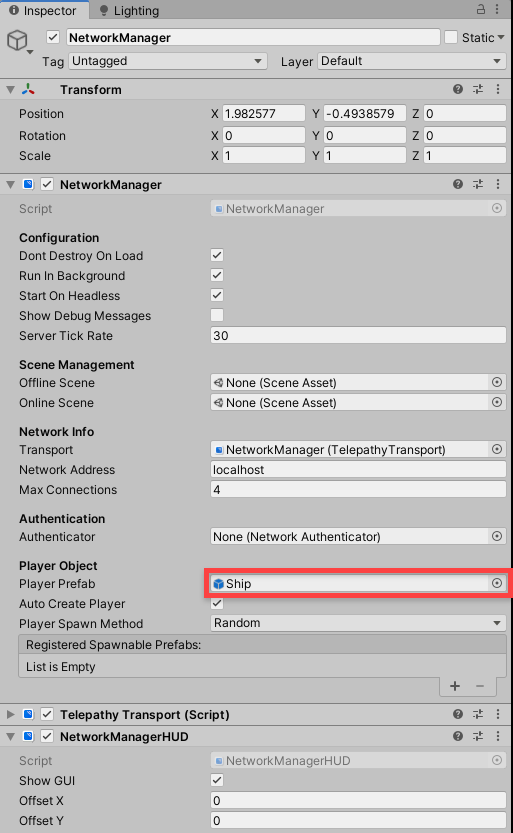 Inspector Lighting
NetworkManager Static
Tag Untagged Layer Default
Transform
Position X 1.982577 Y -0.4938579 Z 0
Rotation X 0 Y 0 Z 0
Scale X 1 Y 1 Z 1
NetworkManager
Script NetworkManager
Configuration
Dont Destroy On Load
Run In Background
Start On Headless
Show Debug Messages
Server Tick Rate 30
Scene Management
Offline Scene None (Scene Asset)
Online Scene None (Scene Asset)
Network Info
Transport NetworkManager (TelepathyTransport)
Network Address localhost
Max Connections 4
Authentication
Authenticator None (Network Authenticator)
Player Object
Player Prefab Ship
Auto Create Player
Player Spawn Method Random
Registered Spawnable Prefabs:
List is Empty
Telepathy Transport (Script)
NetworkManagerHUD
Script NetworkManagerHUD
Show GUI
Offset X 0
Offset Y 0